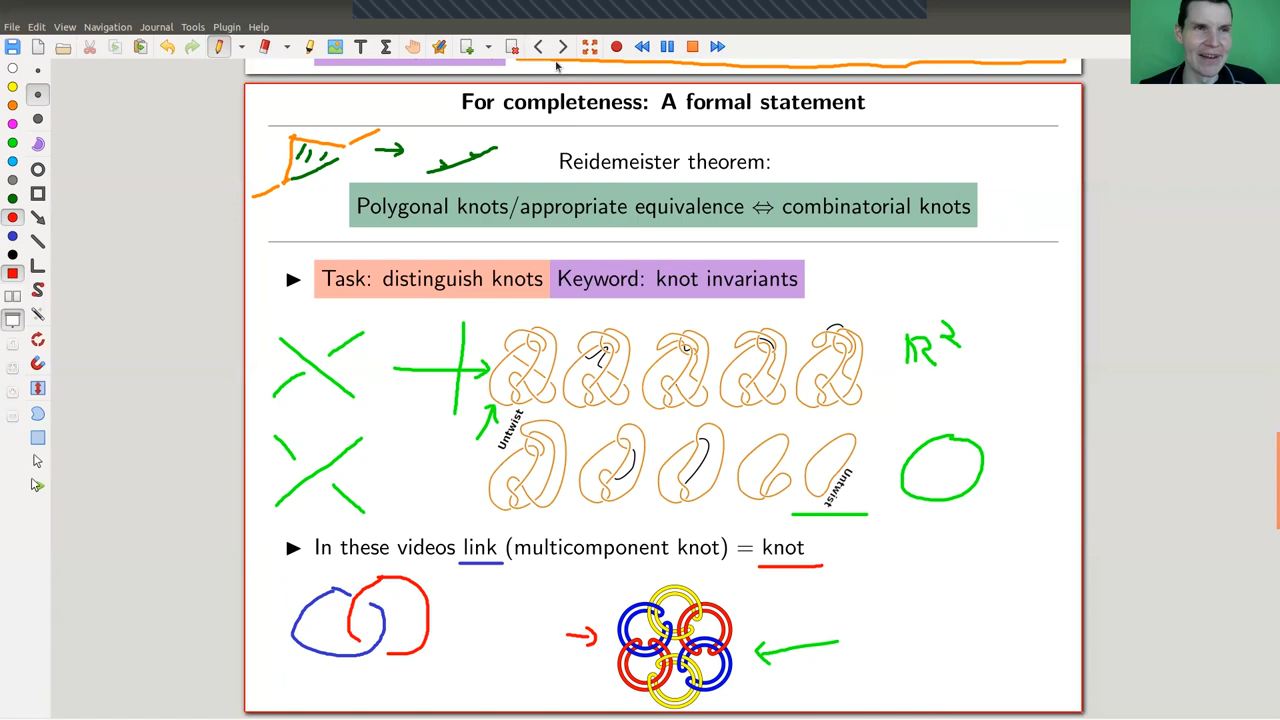 File Edit View Navigation Journal Tools Plugin Help
For completeness: A formal statement
Reidemeister theorem:
Polygonal knots/appropriate equivalence ⇔ combinatorial knots
► Task: distinguish knots Keyword: knot invariants
ℝ²
Untwist
Untwist
► In these videos link (multicomponent knot) = knot